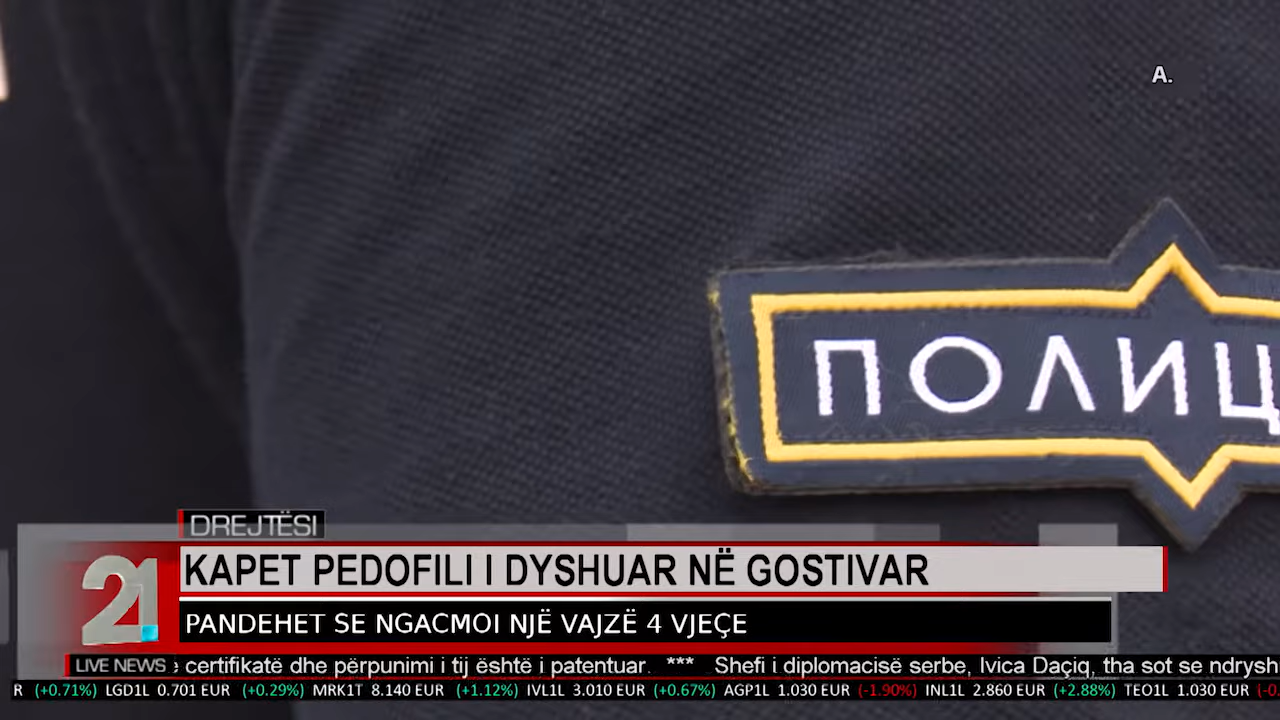 A.
ПОЛИЦ
DREJTËSI
21
KAPET PEDOFILI I DYSHUAR NË GOSTIVAR
PANDEHET SE NGACMOI NJË VAJZË 4 VJEÇE
LIVE NEWS certifikatë dhe përpunimi i tij është i patentuar. *** Shefi i diplomacisë serbe, Ivica Daçiq, tha sot se ndrysh
R (+0.71%) LGD1L 0.701 EUR (+0.29%) MRK1T 8.140 EUR (+1.12%) IVL1L 3.010 EUR (+0.67%) AGP1L 1.030 EUR (-1.90%) INL1L 2.860 EUR (+2.88%) TEO1L 1.030 EUR (-0.